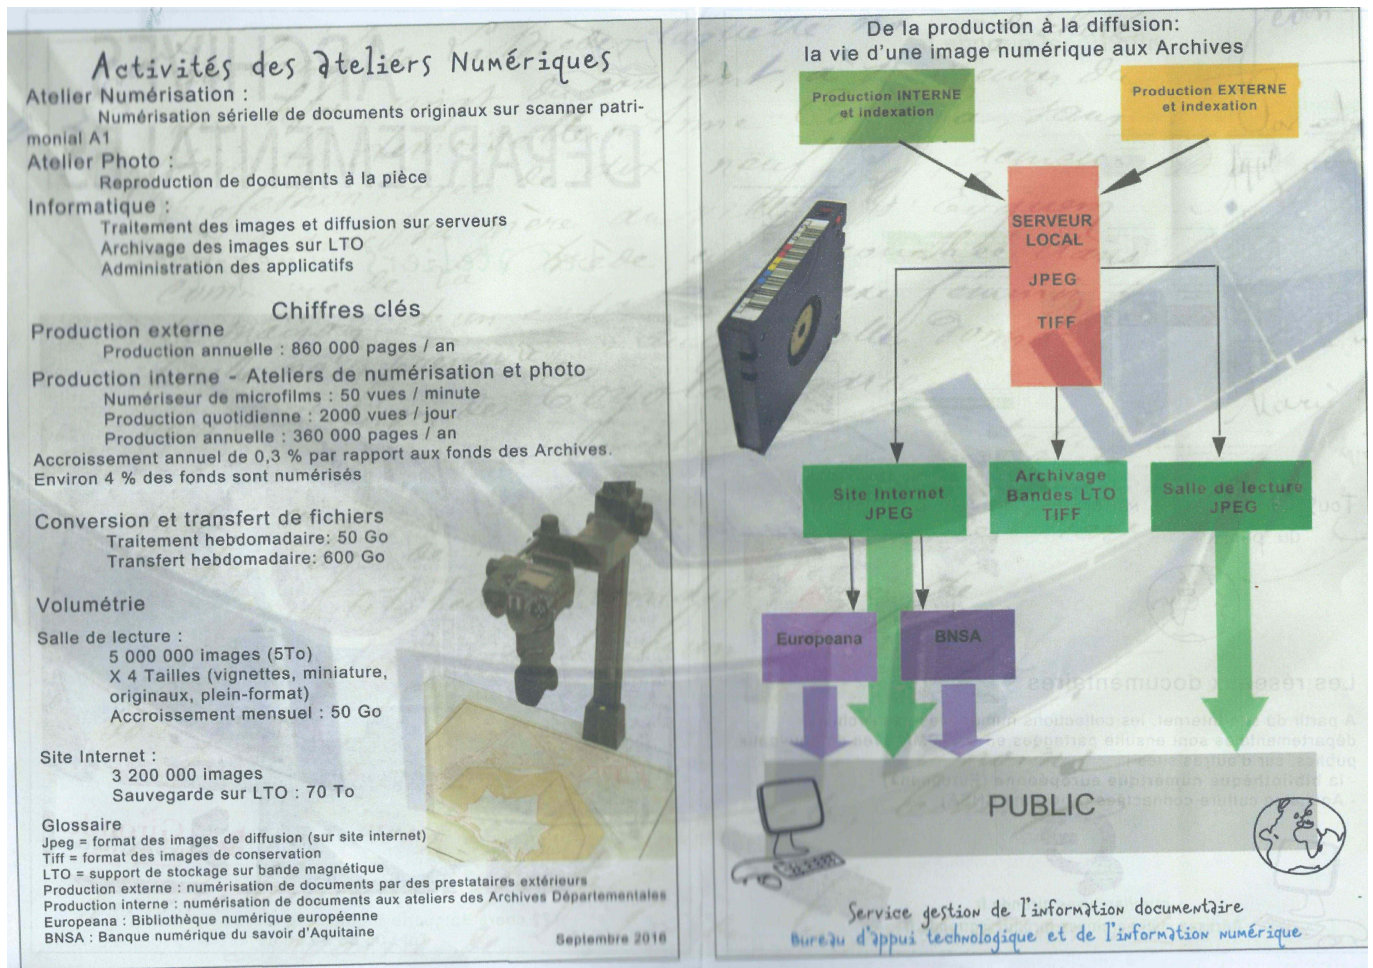 Activités des ateliers Numériques
Atelier Numérisation :
Numérisation sérielle de documents originaux sur scanner patri-
monial A1
Atelier Photo :
Reproduction de documents à la pièce
Informatique :
Traitement des images et diffusion sur serveurs
Archivage des images sur LTO
Administration des applicatifs
Chiffres clés
Production externe
Production annuelle : 860 000 pages / an
Production interne - Ateliers de numérisation et photo
Numériseur de microfilms : 50 vues / minute
Production quotidienne : 2000 vues / jour
Production annuelle : 360 000 pages / an
Accroissement annuel de 0,3 % par rapport aux fonds des Archives.
Environ 4 % des fonds sont numérisés
Conversion et transfert de fichiers
Traitement hebdomadaire: 50 Go
Transfert hebdomadaire: 600 Go
Volumétrie
Salle de lecture :
5 000 000 images (5To)
X 4 Tailles (vignettes, miniature,
originaux, plein-format)
Accroissement mensuel : 50 Go
Site Internet :
3 200 000 images
Sauvegarde sur LTO : 70 To
Glossaire
Jpeg = format des images de diffusion (sur site internet)
Tiff = format des images de conservation
LTO = support de stockage sur bande magnétique
Production externe : numérisation de documents par des prestataires extérieurs
Production interne : numérisation de documents aux ateliers des Archives Départementales
Europeana : Bibliothèque numérique européenne
BNSA : Banque numérique du savoir d'Aquitaine
Septembre 2016
De la production à la diffusion:
la vie d'une image numérique aux Archives
Production INTERNE
et indexation
Production EXTERNE
et indexation
SERVEUR
LOCAL
JPEG
TIFF
Site Internet
JPEG
Archivage
Bandes LTO
TIFF
Salle de lecture
JPEG
Europeana
BNSA
PUBLIC
Service gestion de l'information documentaire
Bureau d'appui technologique et de l'information numérique